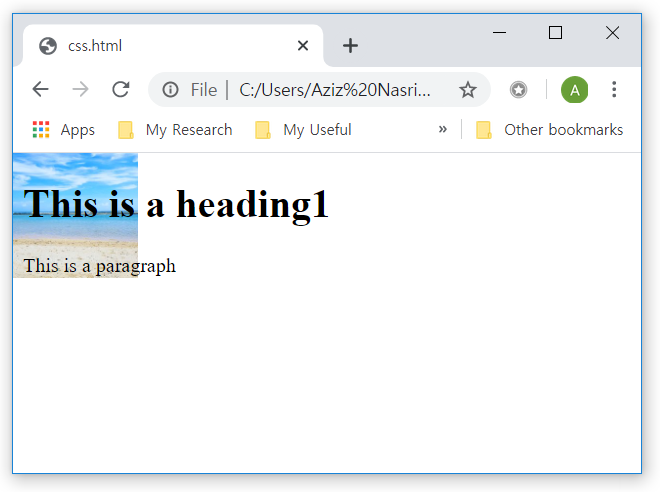 css.html
File | C:/Users/Aziz%20Nasri...
A
Apps My Research My Useful » Other bookmarks
This is a heading1
This is a paragraph